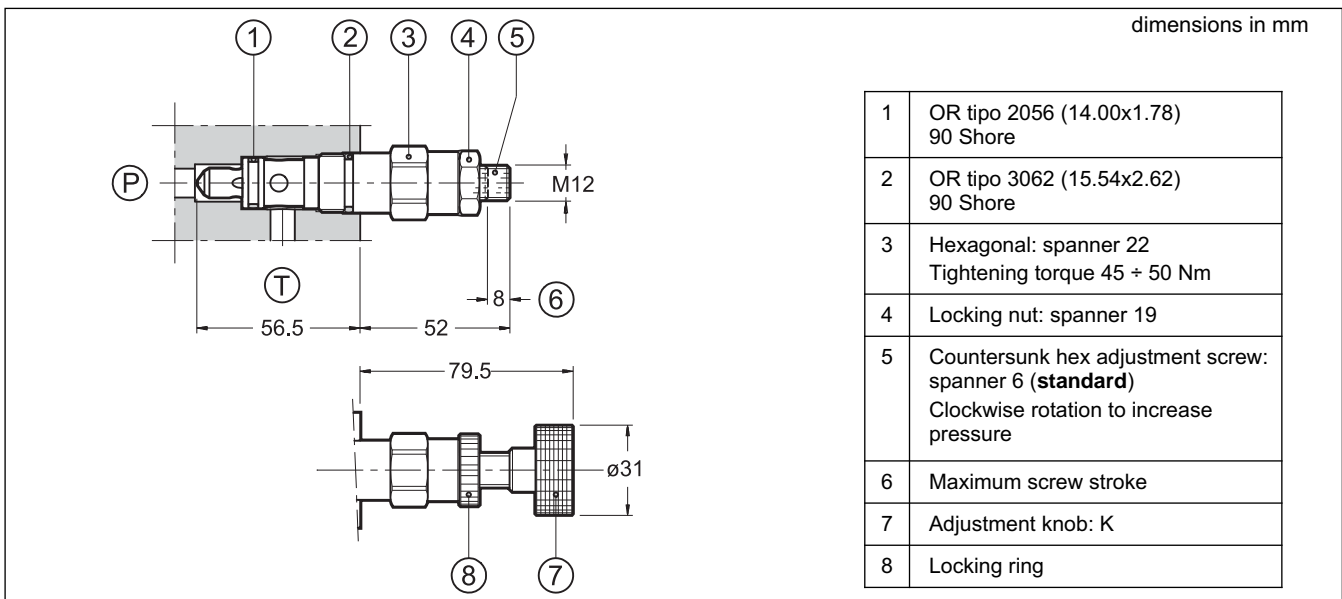 dimensions in mm
1 2 3 4 5
P
M12
T
8 6
56.5 52
79.5
ø31
8 7
1 OR tipo 2056 (14.00x1.78)
90 Shore
2 OR tipo 3062 (15.54x2.62)
90 Shore
3 Hexagonal: spanner 22
Tightening torque 45 ÷ 50 Nm
4 Locking nut: spanner 19
5 Countersunk hex adjustment screw:
spanner 6 (standard)
Clockwise rotation to increase
pressure
6 Maximum screw stroke
7 Adjustment knob: K
8 Locking ring